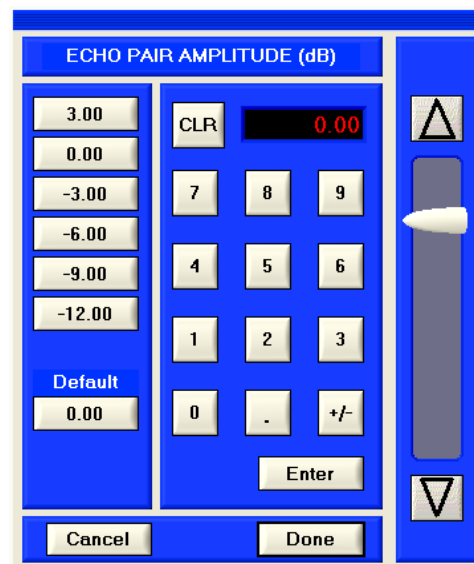 ECHO PAIR AMPLITUDE (dB)
3.00
0.00
-3.00
-6.00
-9.00
-12.00
Default
0.00
CLR 0.00
7 8 9
4 5 6
1 2 3
0 . +/-
Enter
Cancel Done